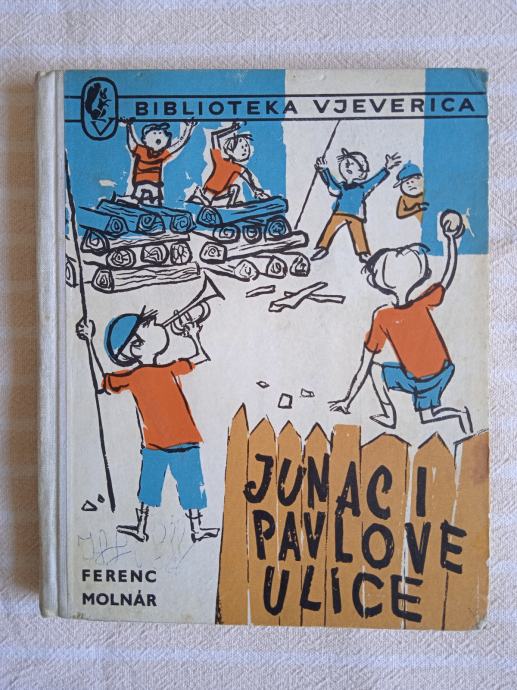 BIBLIOTEKA VJEVERICA
JUNACI
PAVLOVE
ULICE
FERENC
MOLNÁR